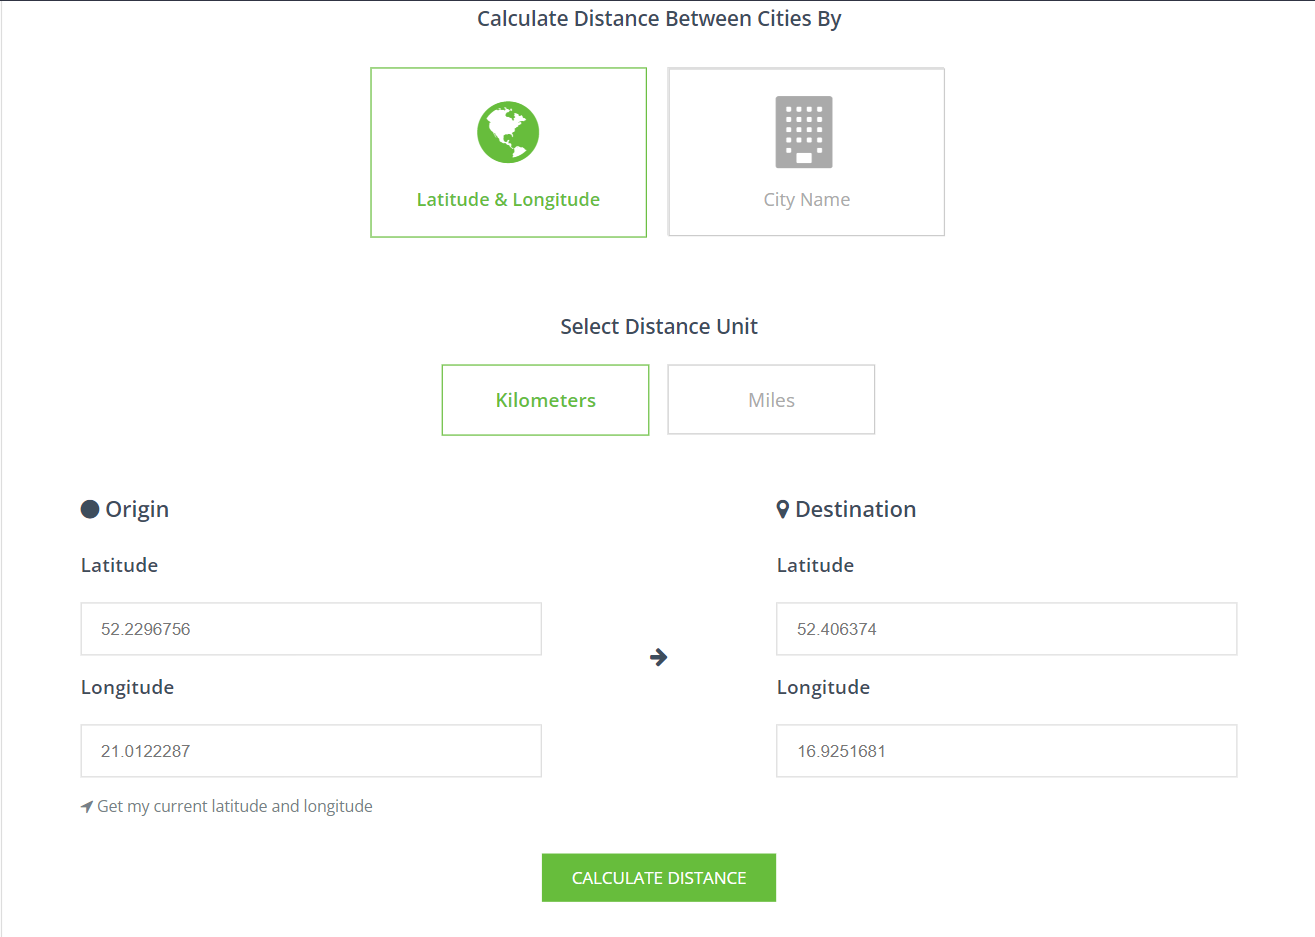 Calculate Distance Between Cities By
Latitude & Longitude
City Name
Select Distance Unit
Kilometers
Miles
Origin
Latitude
52.2296756
Longitude
21.0122287
Get my current latitude and longitude
Destination
Latitude
52.406374
Longitude
16.9251681
CALCULATE DISTANCE